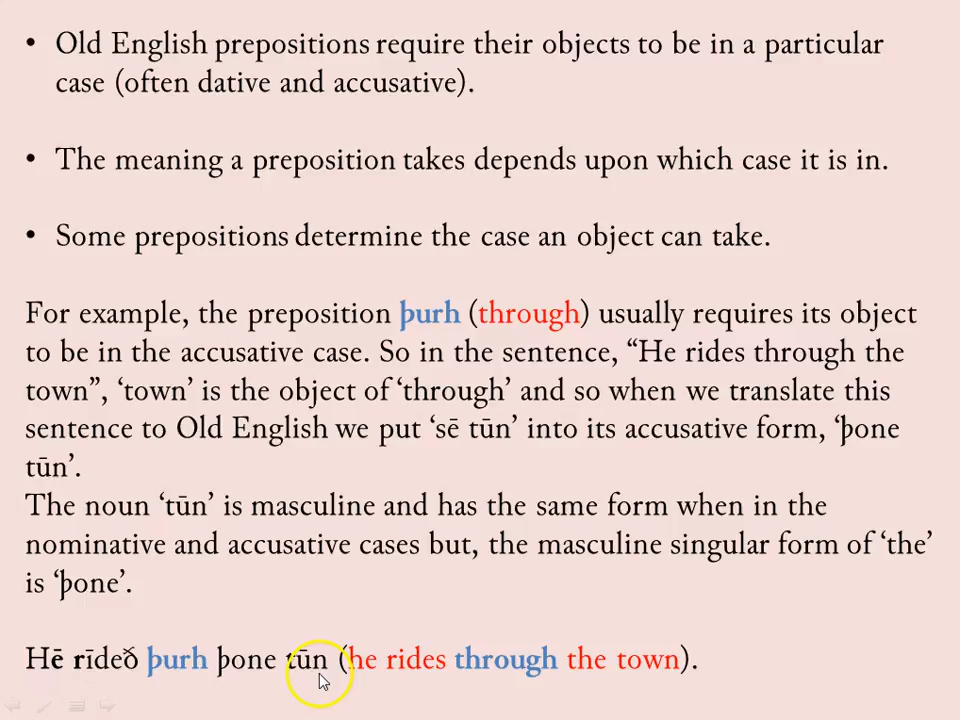 • Old English prepositions require their objects to be in a particular
case (often dative and accusative).
• The meaning a preposition takes depends upon which case it is in.
• Some prepositions determine the case an object can take.
For example, the preposition þurh (through) usually requires its object
to be in the accusative case. So in the sentence, “He rides through the
town”, ‘town’ is the object of ‘through’ and so when we translate this
sentence to Old English we put ‘sē tūn’ into its accusative form, ‘þone
tūn’.
The noun ‘tūn’ is masculine and has the same form when in the
nominative and accusative cases but, the masculine singular form of ‘the’
is ‘þone’.
Hē rīdeð þurh þone tūn (he rides through the town).